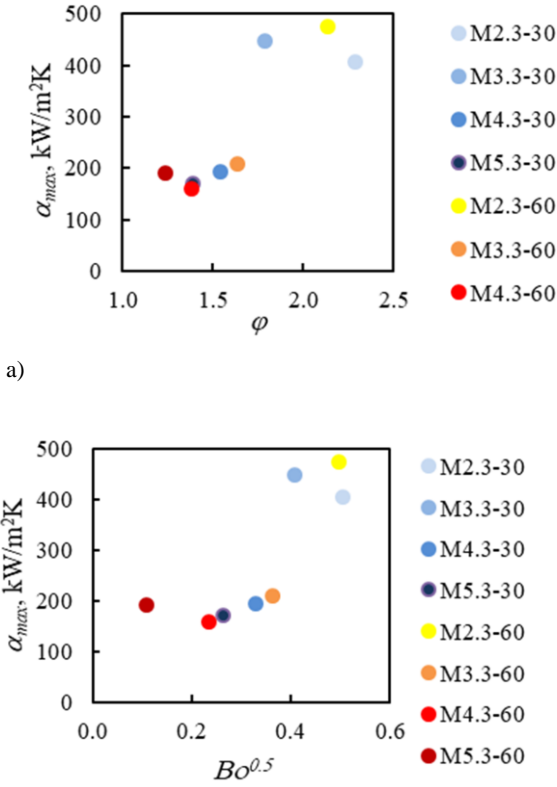 500
400
300
200
100
0
α_max, kW/m²K
1.0 1.5 2.0 2.5
φ
M2.3-30
M3.3-30
M4.3-30
M5.3-30
M2.3-60
M3.3-60
M4.3-60
a)
500
400
300
200
100
0
α_max, kW/m²K
0.0 0.2 0.4 0.6
Bo^0.5
M2.3-30
M3.3-30
M4.3-30
M5.3-30
M2.3-60
M3.3-60
M4.3-60
M5.3-60